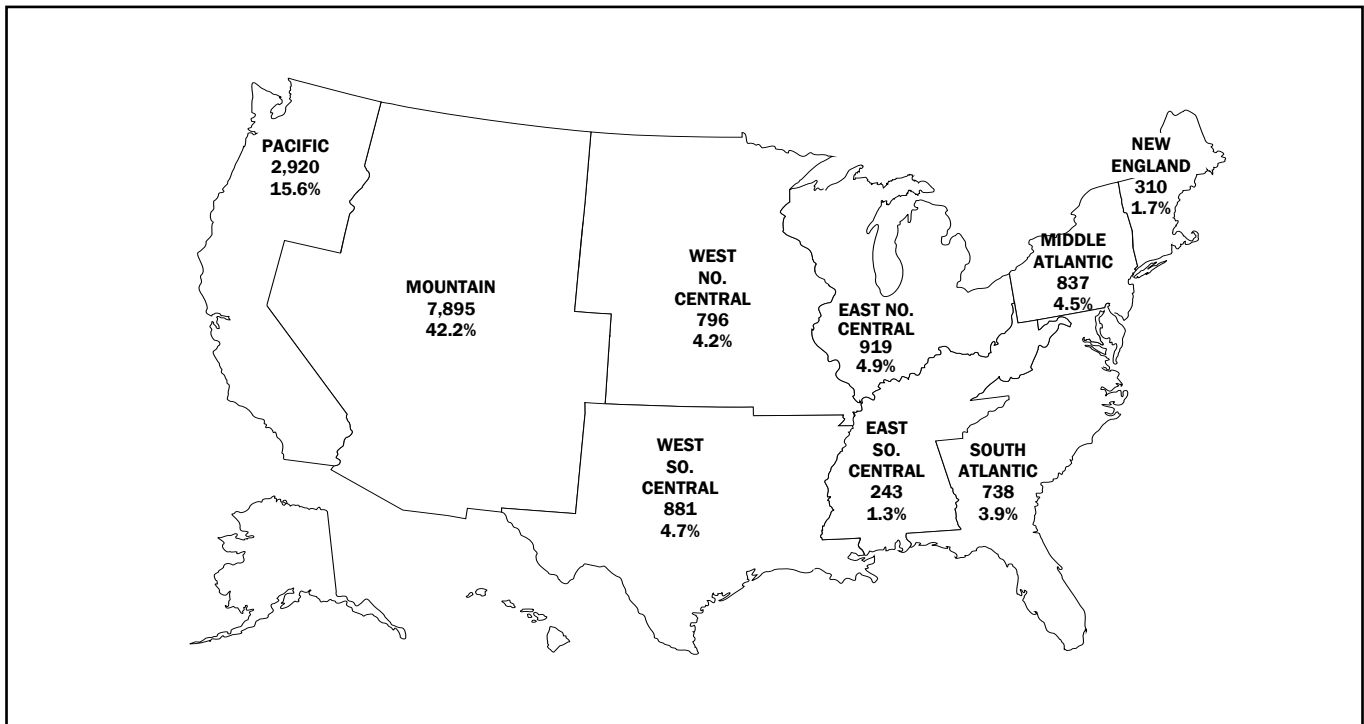 PACIFIC
2,920
15.6%
MOUNTAIN
7,895
42.2%
WEST
NO.
CENTRAL
796
4.2%
WEST
SO.
CENTRAL
881
4.7%
EAST NO.
CENTRAL
919
4.9%
EAST
SO.
CENTRAL
243
1.3%
SOUTH
ATLANTIC
738
3.9%
MIDDLE
ATLANTIC
837
4.5%
NEW
ENGLAND
310
1.7%